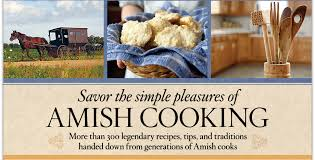 Savor the simple pleasures of
AMISH COOKING
More than 300 legendary recipes, tips, and traditions
handed down from generations of Amish cooks